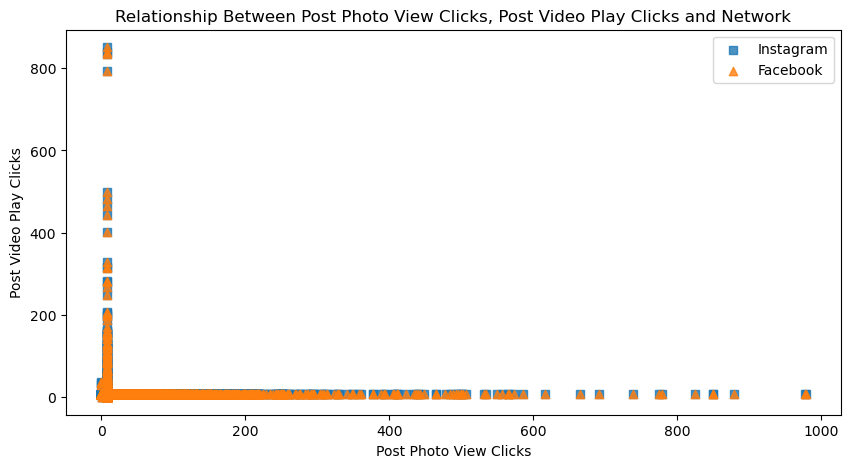 Relationship Between Post Photo View Clicks, Post Video Play Clicks and Network
Instagram
Facebook
Post Video Play Clicks
800
600
400
200
0
0 200 400 600 800 1000
Post Photo View Clicks